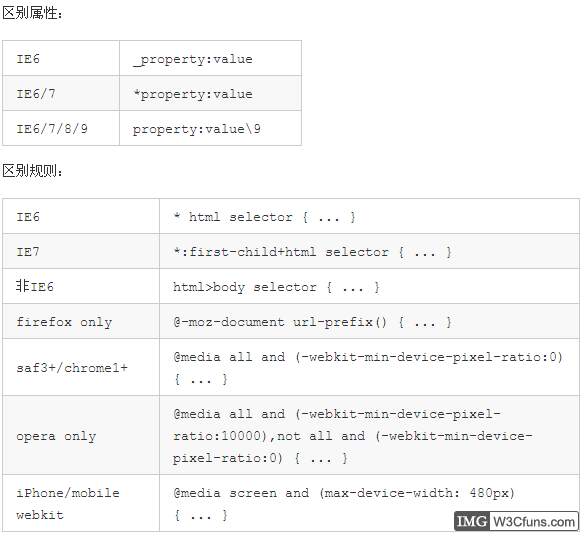 区别属性：
IE6 _property:value
IE6/7 *property:value
IE6/7/8/9 property:value\9
区别规则：
IE6 * html selector { ... }
IE7 *:first-child+html selector { ... }
非IE6 html>body selector { ... }
firefox only @-moz-document url-prefix() { ... }
saf3+/chrome1+ @media all and (-webkit-min-device-pixel-ratio:0)
{ ... }
opera only @media all and (-webkit-min-device-pixel-
ratio:10000),not all and (-webkit-min-device-
pixel-ratio:0) { ... }
iPhone/mobile @media screen and (max-device-width: 480px)
webkit { ... }
IMG W3Cfuns.com